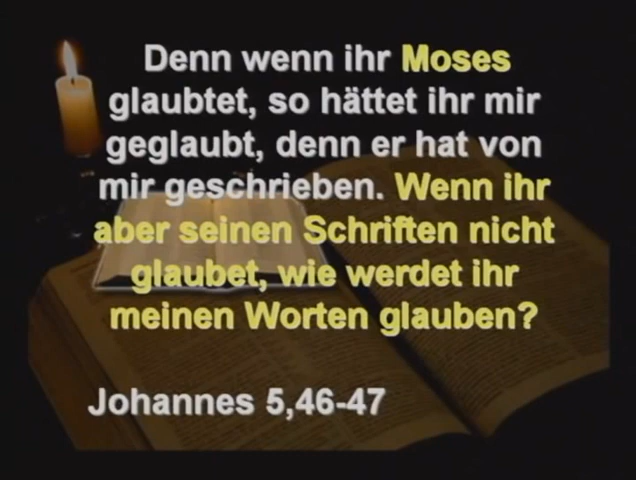 Denn wenn ihr Moses
glaubtet, so hättet ihr mir
geglaubt, denn er hat von
mir geschrieben. Wenn ihr
aber seinen Schriften nicht
glaubet, wie werdet ihr
meinen Worten glauben?
Johannes 5,46-47